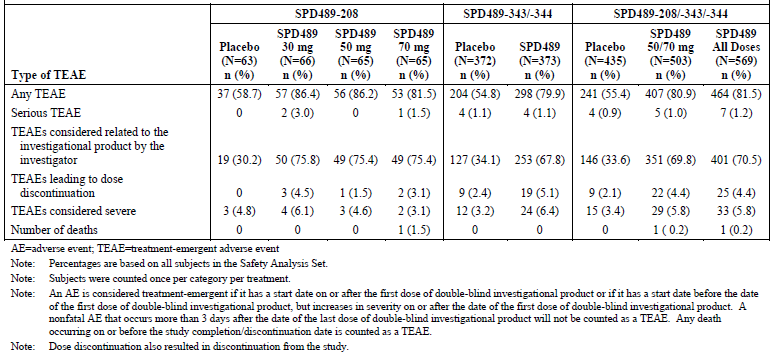 SPD489-208 SPD489-343/-344 SPD489-208/-343/-344
SPD489 SPD489 SPD489 SPD489 SPD489
Placebo 30 mg 50 mg 70 mg Placebo SPD489 Placebo 50/70 mg All Doses
(N=63) (N=66) (N=65) (N=65) (N=372) (N=373) (N=435) (N=503) (N=569)
Type of TEAE n (%) n (%) n (%) n (%) n (%) n (%) n (%) n (%) n (%)
Any TEAE 37 (58.7) 57 (86.4) 56 (86.2) 53 (81.5) 204 (54.8) 298 (79.9) 241 (55.4) 407 (80.9) 464 (81.5)
Serious TEAE 0 2 (3.0) 0 1 (1.5) 4 (1.1) 4 (1.1) 4 (0.9) 5 (1.0) 7 (1.2)
TEAEs considered related to the
investigational product by the
investigator 19 (30.2) 50 (75.8) 49 (75.4) 49 (75.4) 127 (34.1) 253 (67.8) 146 (33.6) 351 (69.8) 401 (70.5)
TEAEs leading to dose
discontinuation 0 3 (4.5) 1 (1.5) 2 (3.1) 9 (2.4) 19 (5.1) 9 (2.1) 22 (4.4) 25 (4.4)
TEAEs considered severe 3 (4.8) 4 (6.1) 3 (4.6) 2 (3.1) 12 (3.2) 24 (6.4) 15 (3.4) 29 (5.8) 33 (5.8)
Number of deaths 0 0 0 1 (1.5) 0 0 0 1 ( 0.2) 1 (0.2)
AE=adverse event; TEAE=treatment-emergent adverse event
Note: Percentages are based on all subjects in the Safety Analysis Set.
Note: Subjects were counted once per category per treatment.
Note: An AE is considered treatment-emergent if it has a start date on or after the first dose of double-blind investigational product or if it has a start date before the date
of the first dose of double-blind investigational product, but increases in severity on or after the date of the first dose of double-blind investigational product. A
nonfatal AE that occurs more than 3 days after the date of the last dose of double-blind investigational product will not be counted as a TEAE. Any death
occurring on or before the study completion/discontinuation date is counted as a TEAE.
Note: Dose discontinuation also resulted in discontinuation from the study.